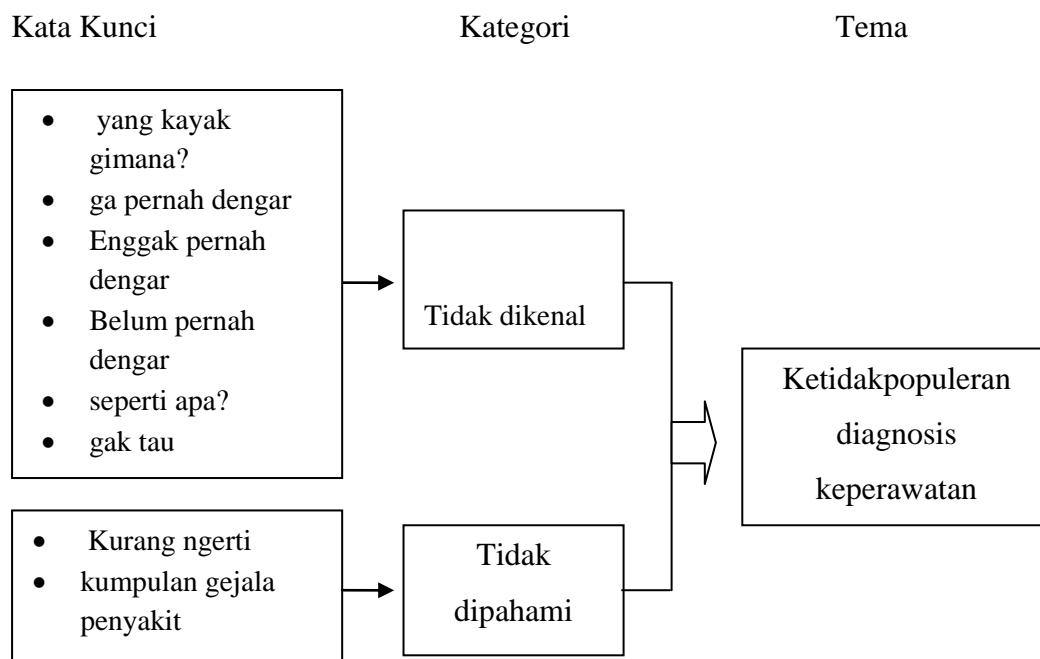 Kata Kunci Kategori Tema
• yang kayak
gimana?
• ga pernah dengar
• Enggak pernah
dengar
• Belum pernah
dengar
• seperti apa?
• gak tau
Tidak dikenal
Ketidakpopuleran
diagnosis
keperawatan
• Kurang ngerti
• kumpulan gejala
penyakit
Tidak
dipahami